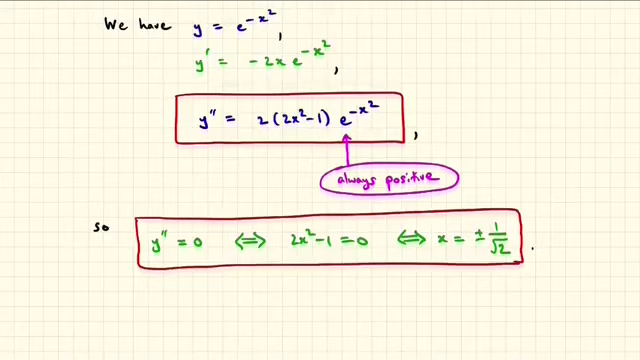 We have y = e^{-x^2},
y' = -2x e^{-x^2},
y'' = 2(2x^2-1) e^{-x^2},
always positive
so y'' = 0 ⟺ 2x^2-1 = 0 ⟺ x = ± 1/√2.